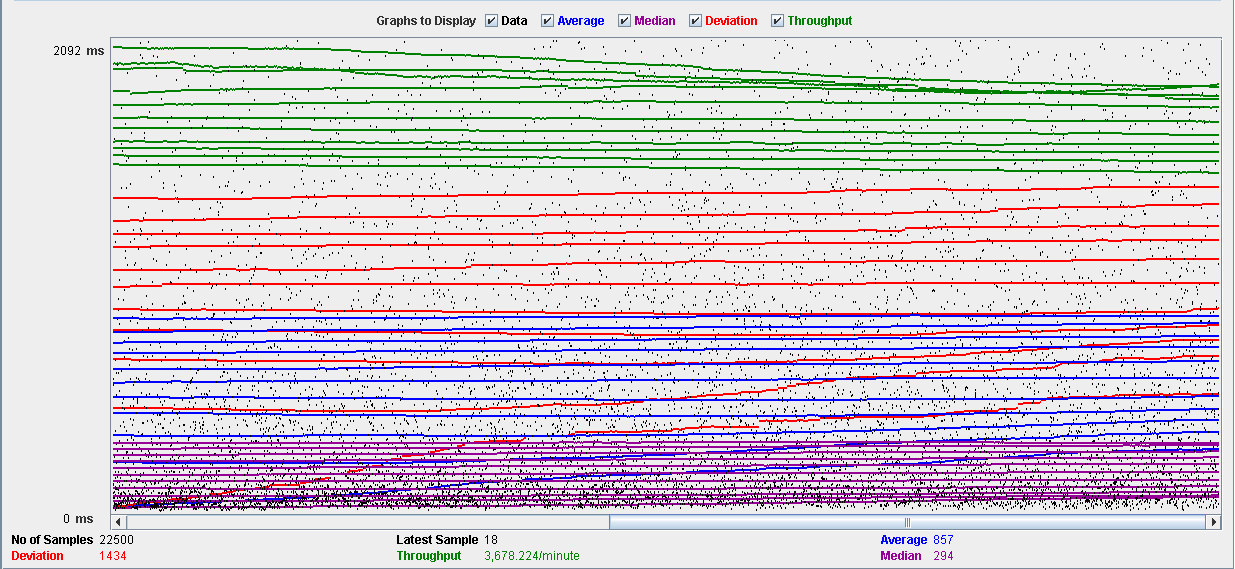 Graphs to Display Data Average Median Deviation Throughput
2092 ms
0 ms
No of Samples 22500 Latest Sample 18 Average 857
Deviation 1434 Throughput 3,678.224/minute Median 294